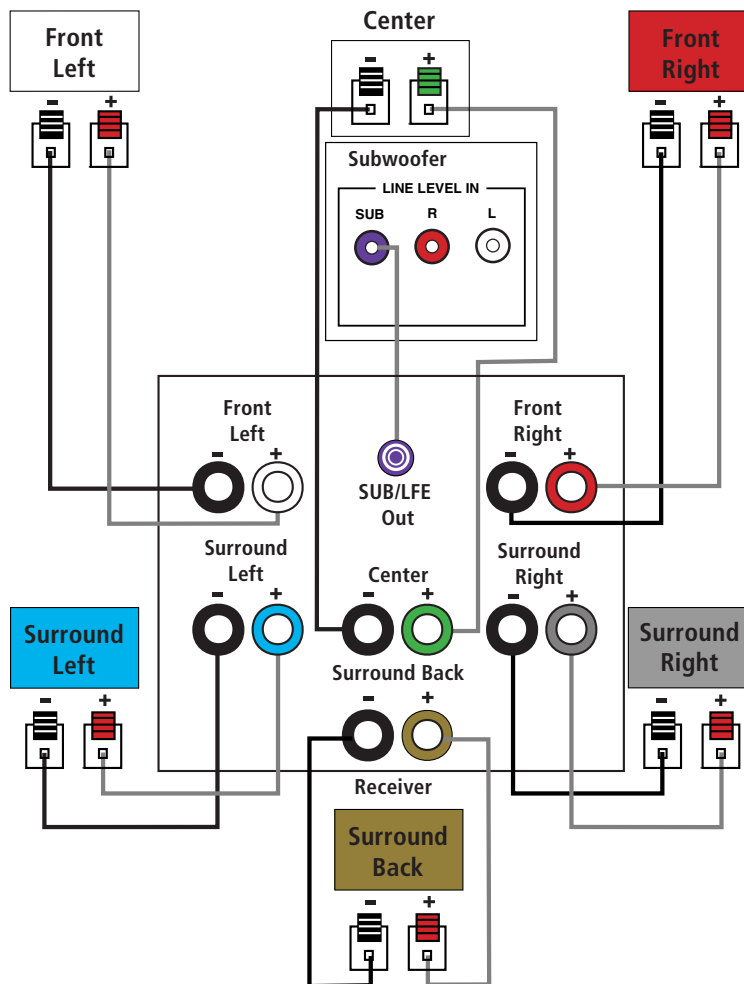 Front
Left
- +
Center
- +
Front
Right
- +
Subwoofer
LINE LEVEL IN
SUB R L
Front
Left
- +
SUB/LFE
Out
Front
Right
- +
Surround
Left
- +
Center
- +
Surround
Right
- +
Surround Back
- +
Receiver
Surround
Left
- +
Surround
Right
- +
Surround
Back
- +